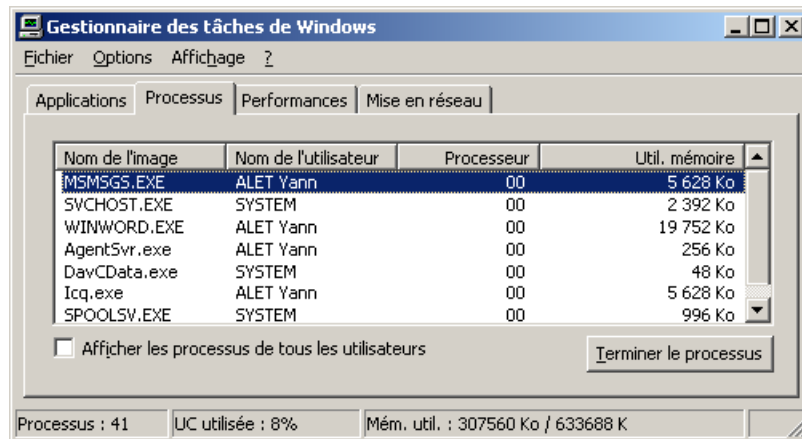 Gestionnaire des tâches de Windows
Fichier Options Affichage ?
Applications Processus Performances Mise en réseau
Nom de l'image Nom de l'utilisateur Processeur Util. mémoire
MSMSGS.EXE ALET Yann 00 5 628 Ko
SVCHOST.EXE SYSTEM 00 2 392 Ko
WINWORD.EXE ALET Yann 00 19 752 Ko
AgentSvr.exe ALET Yann 00 256 Ko
DavCData.exe SYSTEM 00 48 Ko
Icq.exe ALET Yann 00 5 628 Ko
SPOOLSV.EXE SYSTEM 00 996 Ko
Afficher les processus de tous les utilisateurs
Terminer le processus
Processus : 41 UC utilisée : 8% Mém. util. : 307560 Ko / 633688 K